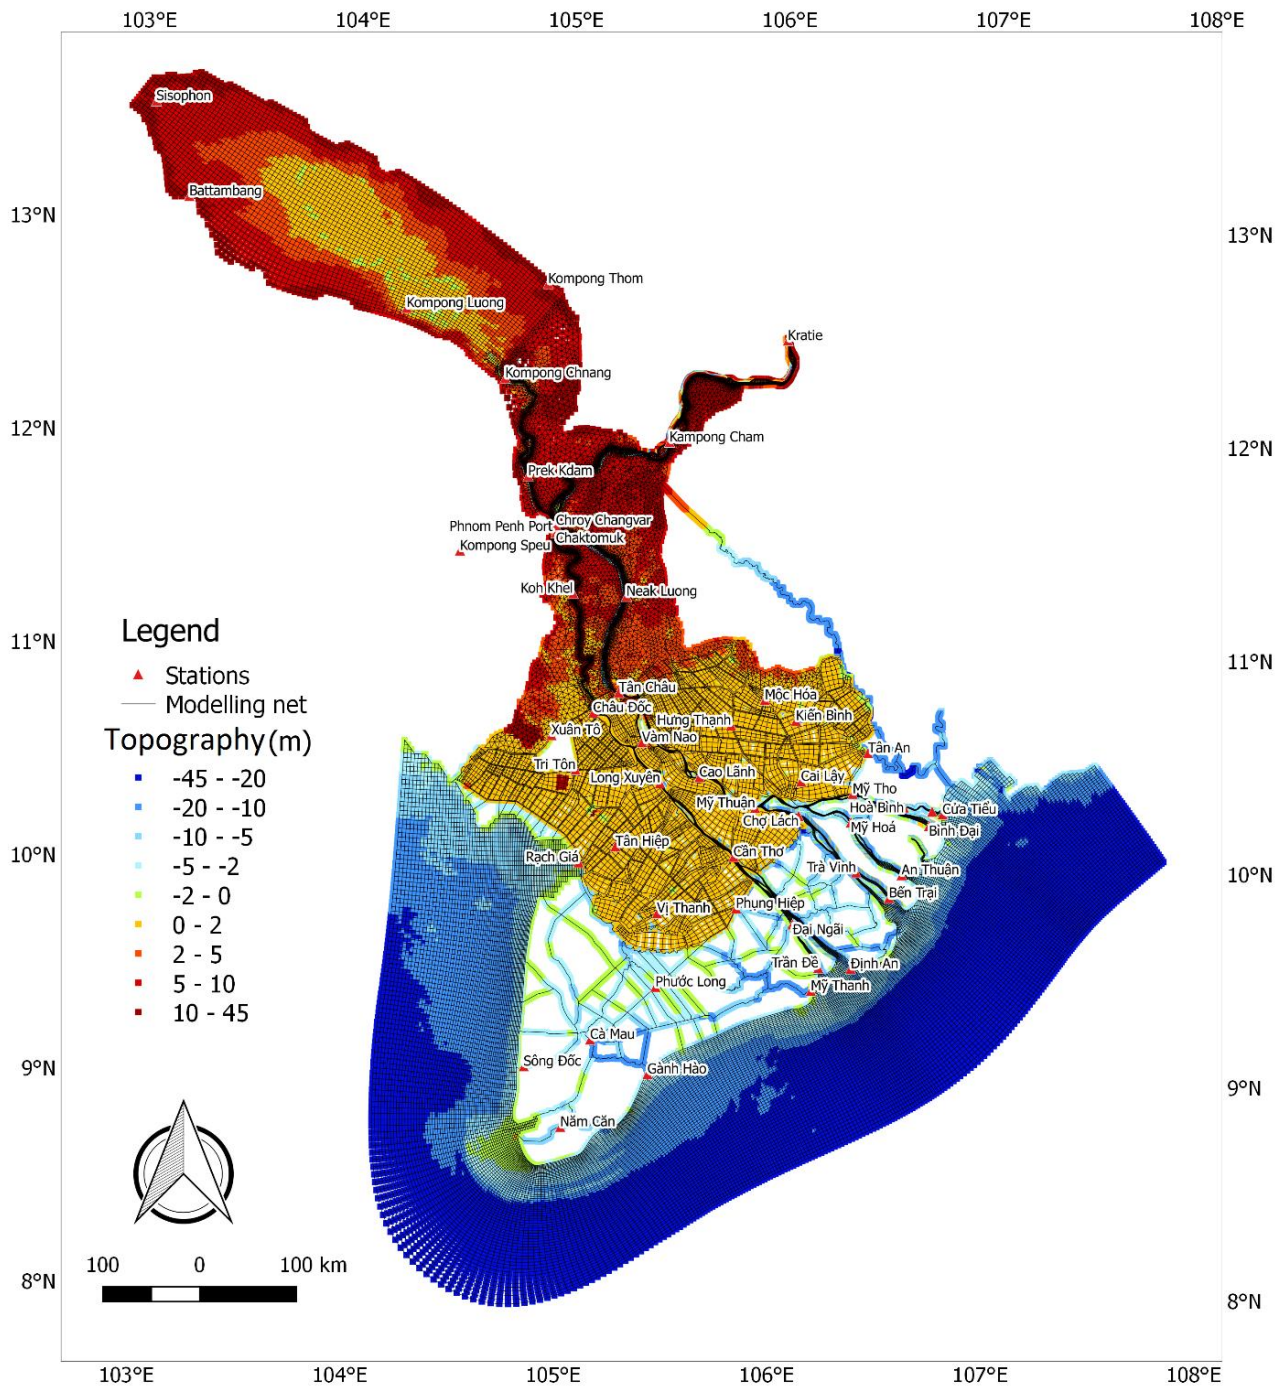 103°E 104°E 105°E 106°E 107°E 108°E
Sisophon
Battambang
13°N
13°N
Kompong Thom
Kompong Luong
Kratie
Kompong Chnang
12°N
Kampong Cham
12°N
Prek Kdam
Chroy Changvar
Phnom Penh Port
Chaktomuk
Kompong Speu
Koh Khel
Neak Luong
11°N
11°N
Legend
Stations
Modelling net
Topography (m)
-45 - -20
-20 - -10
-10 - -5
-5 - -2
-2 - 0
0 - 2
2 - 5
5 - 10
10 - 45
Tân Châu
Mộc Hóa
Châu Đốc
Hưng Thạnh
Kiến Bình
Xuân Tô
Vàm Nao
Tân An
Tri Tôn
Long Xuyên
Cao Lãnh
Cai Lậy
Mỹ Tho
Mỹ Thuận
Hoà Bình
Cửa Tiểu
Chợ Lách
Mỹ Hoá
Bình Đại
Tân Hiệp
Cần Thơ
10°N
Rạch Giá
Trà Vinh
An Thuận
10°N
Bến Trại
Vị Thanh
Phụng Hiệp
Đại Ngãi
Trần Đề
Định An
Phước Long
Mỹ Thanh
Cà Mau
9°N
Sông Đốc
Gành Hào
9°N
Năm Căn
100 0 100 km
8°N
8°N
103°E 104°E 105°E 106°E 107°E 108°E